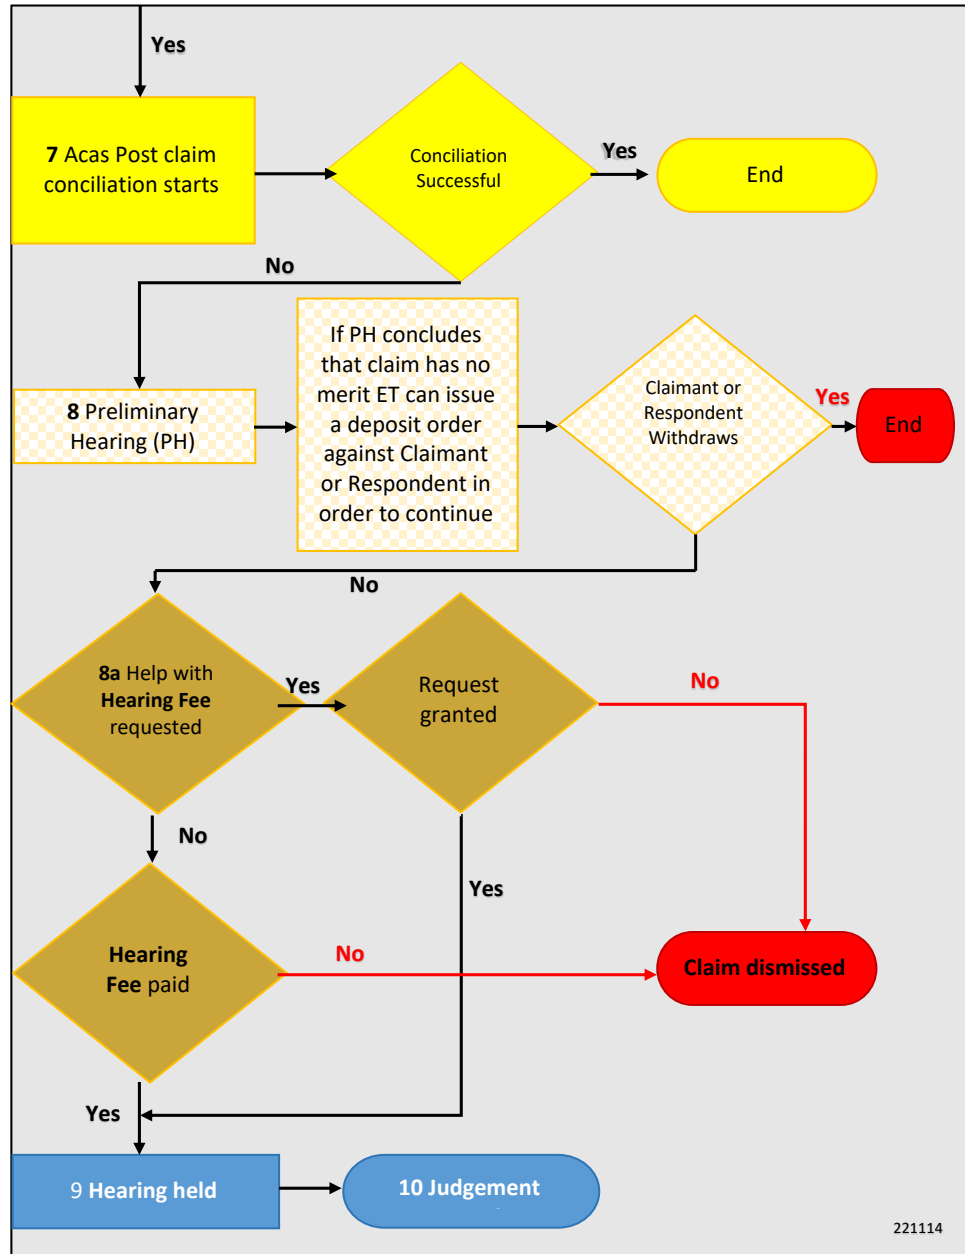 Yes
7 Acas Post claim
conciliation starts
Conciliation
Successful
Yes
End
No
8 Preliminary
Hearing (PH)
If PH concludes
that claim has no
merit ET can issue
a deposit order
against Claimant
or Respondent in
order to continue
Claimant or
Respondent
Withdraws
Yes
End
No
8a Help with
Hearing Fee
requested
Yes
Request
granted
No
No
Yes
Hearing
Fee paid
No
Claim dismissed
Yes
9 Hearing held
10 Judgement
221114